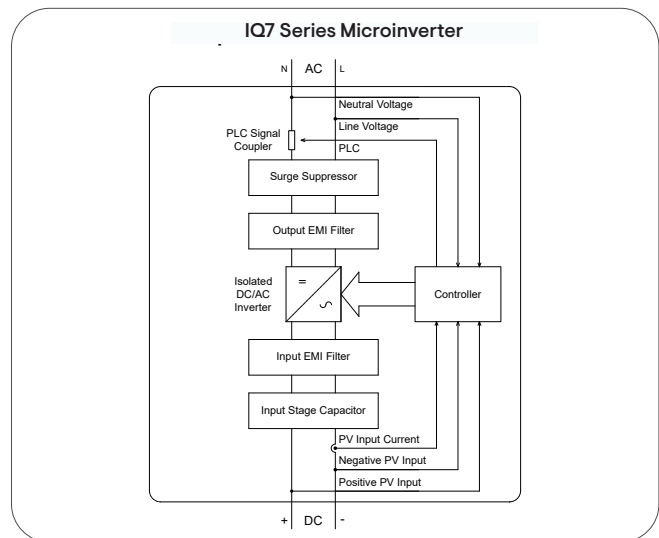 IQ7 Series Microinverter
N AC L
Neutral Voltage
Line Voltage
PLC Signal
Coupler
PLC
Surge Suppressor
Output EMI Filter
Isolated
DC/AC
Inverter
=
Controller
Input EMI Filter
Input Stage Capacitor
PV Input Current
Negative PV Input
Positive PV Input
+ DC -